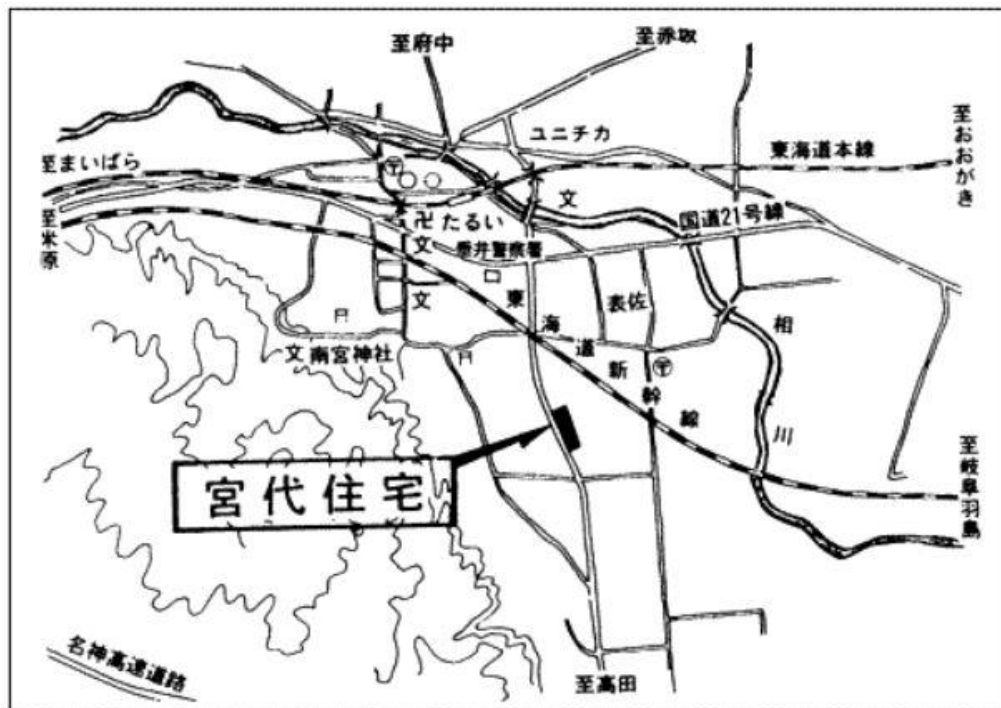 至府中
至赤坂
ユニチカ
至おおがき
東海道本線
至まいばら
〒
文
卍たるい
国道21号線
至米原
文
垂井警察署
文
表佐
相川
東海道新幹線
文
南宮神社
〒
宮代住宅
至岐阜羽島
名神高速道路
至高田